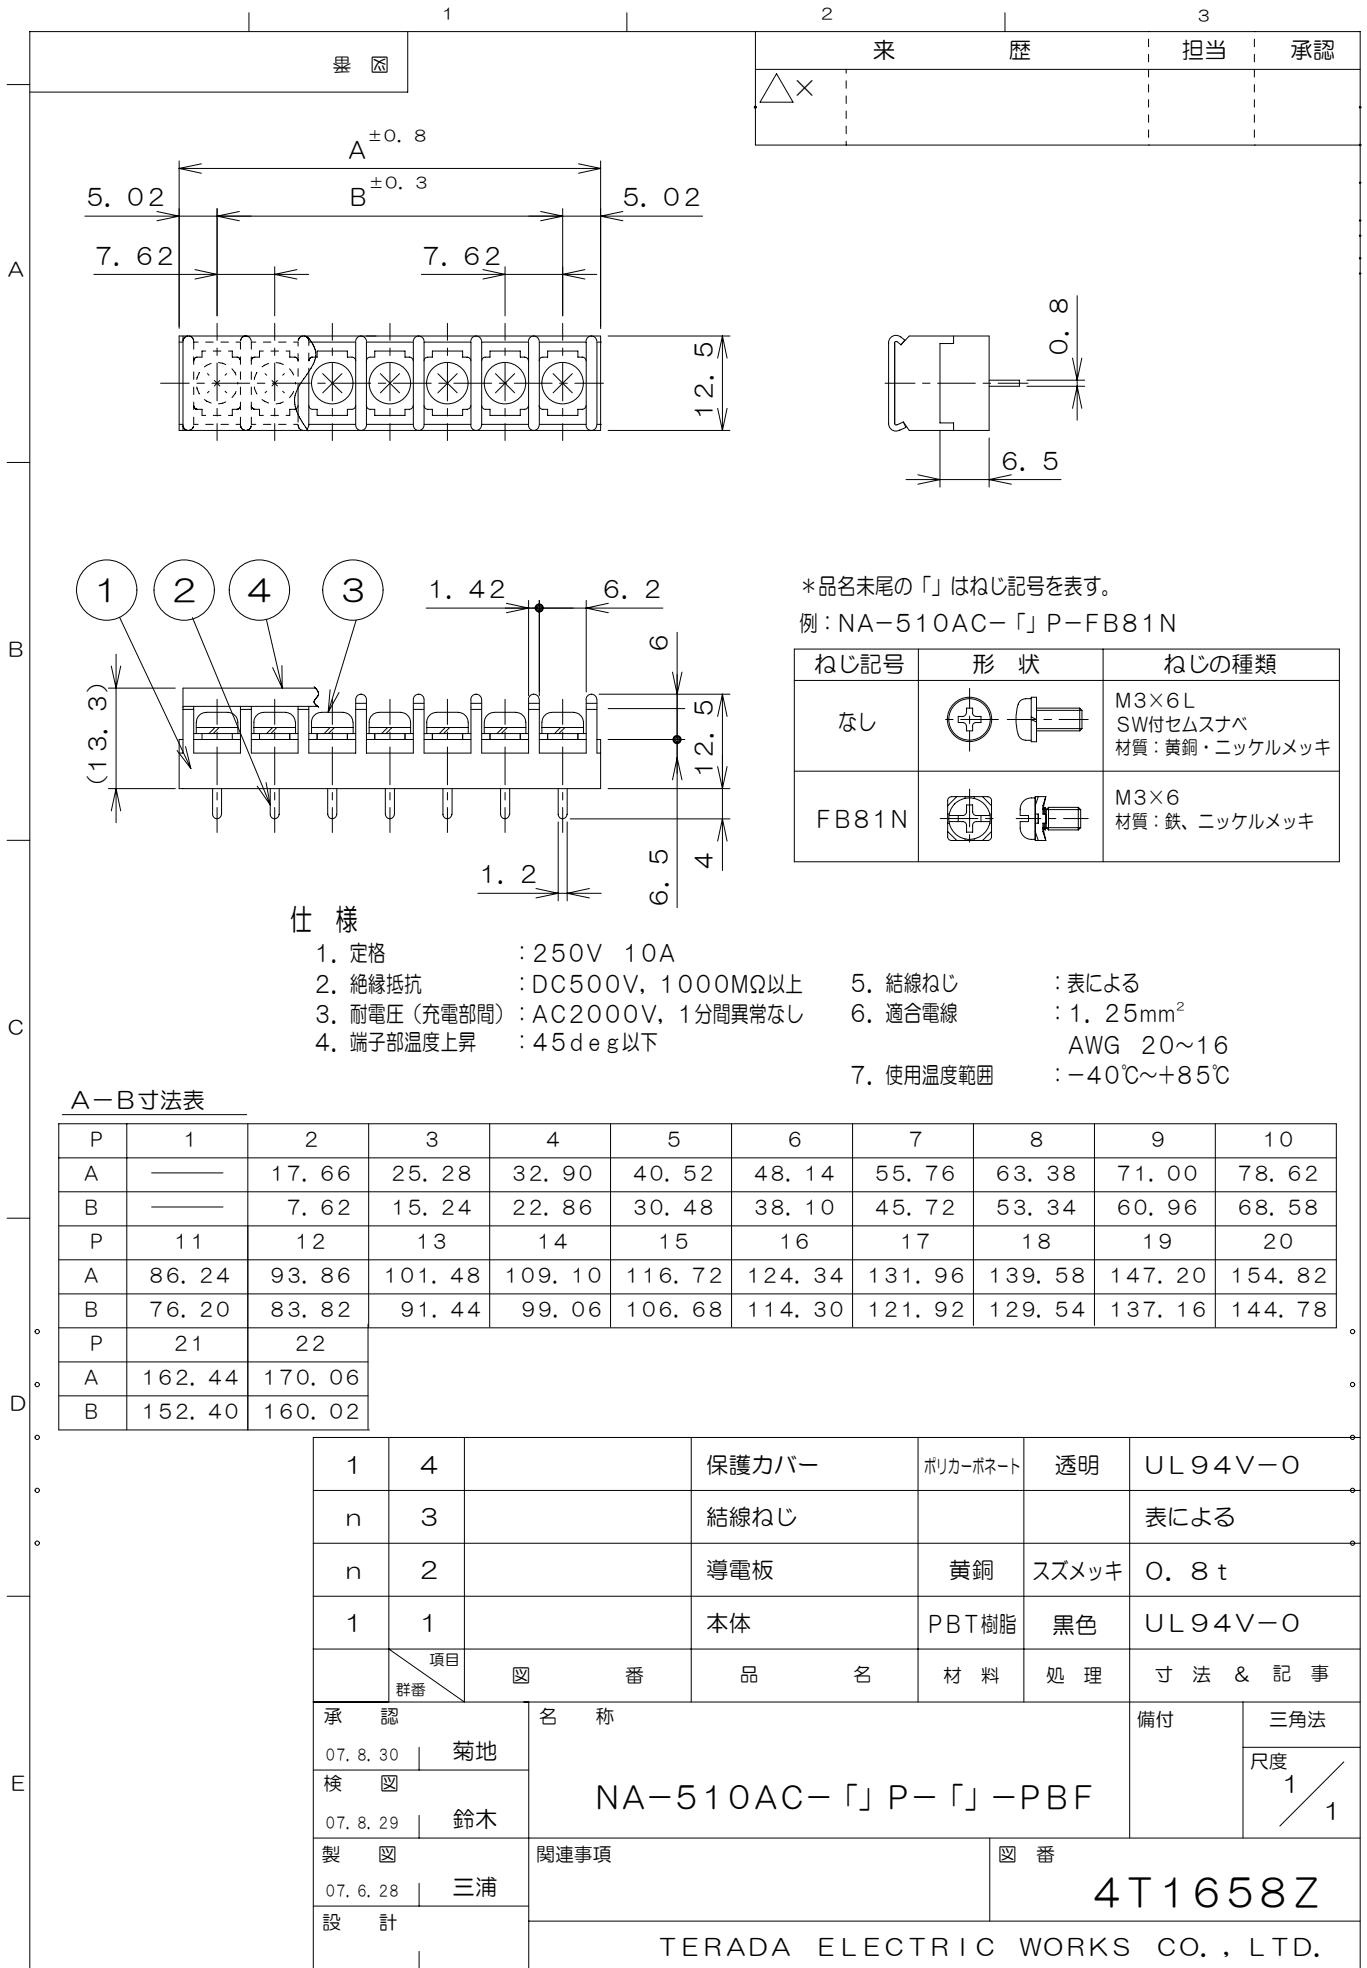 1 2 3
図番
来 歴 担当 承認
△×
A±0.8
B±0.3
5.02 5.02
7.62 7.62
12.5
0.8
6.5
A
B
C
D
E
1 2 4 3
1.42 6.2
6
12.5
(13.3)
6.5
4
1.2
*品名末尾の「」はねじ記号を表す。
例：NA-510AC-「」P-FB81N
ねじ記号 形 状 ねじの種類
なし M3×6L
SW付セムスナベ
材質：黄銅・ニッケルメッキ
FB81N M3×6
材質：鉄、ニッケルメッキ
仕 様
1. 定格 ：250V 10A
2. 絶縁抵抗 ：DC500V, 1000MΩ以上
3. 耐電圧（充電部間）：AC2000V, 1分間異常なし
4. 端子部温度上昇 ：45deg以下
5. 結線ねじ ：表による
6. 適合電線 ：1.25mm²
AWG 20~16
7. 使用温度範囲 ：-40℃~+85℃
A-B寸法表
P 1 2 3 4 5 6 7 8 9 10
A —— 17.66 25.28 32.90 40.52 48.14 55.76 63.38 71.00 78.62
B —— 7.62 15.24 22.86 30.48 38.10 45.72 53.34 60.96 68.58
P 11 12 13 14 15 16 17 18 19 20
A 86.24 93.86 101.48 109.10 116.72 124.34 131.96 139.58 147.20 154.82
B 76.20 83.82 91.44 99.06 106.68 114.30 121.92 129.54 137.16 144.78
P 21 22
A 162.44 170.06
B 152.40 160.02
1 4 保護カバー ポリカーボネート 透明 UL94V-0
n 3 結線ねじ 表による
n 2 導電板 黄銅 スズメッキ 0.8t
1 1 本体 PBT樹脂 黒色 UL94V-0
項目 群番 図 番 品 名 材 料 処 理 寸 法 & 記 事
承 認
07.8.30 菊地
検 図
07.8.29 鈴木
製 図
07.6.28 三浦
設 計
名 称
NA-510AC-「」P-「」-PBF
備付 三角法
尺度 1/1
関連事項
図 番
4T1658Z
TERADA ELECTRIC WORKS CO., LTD.